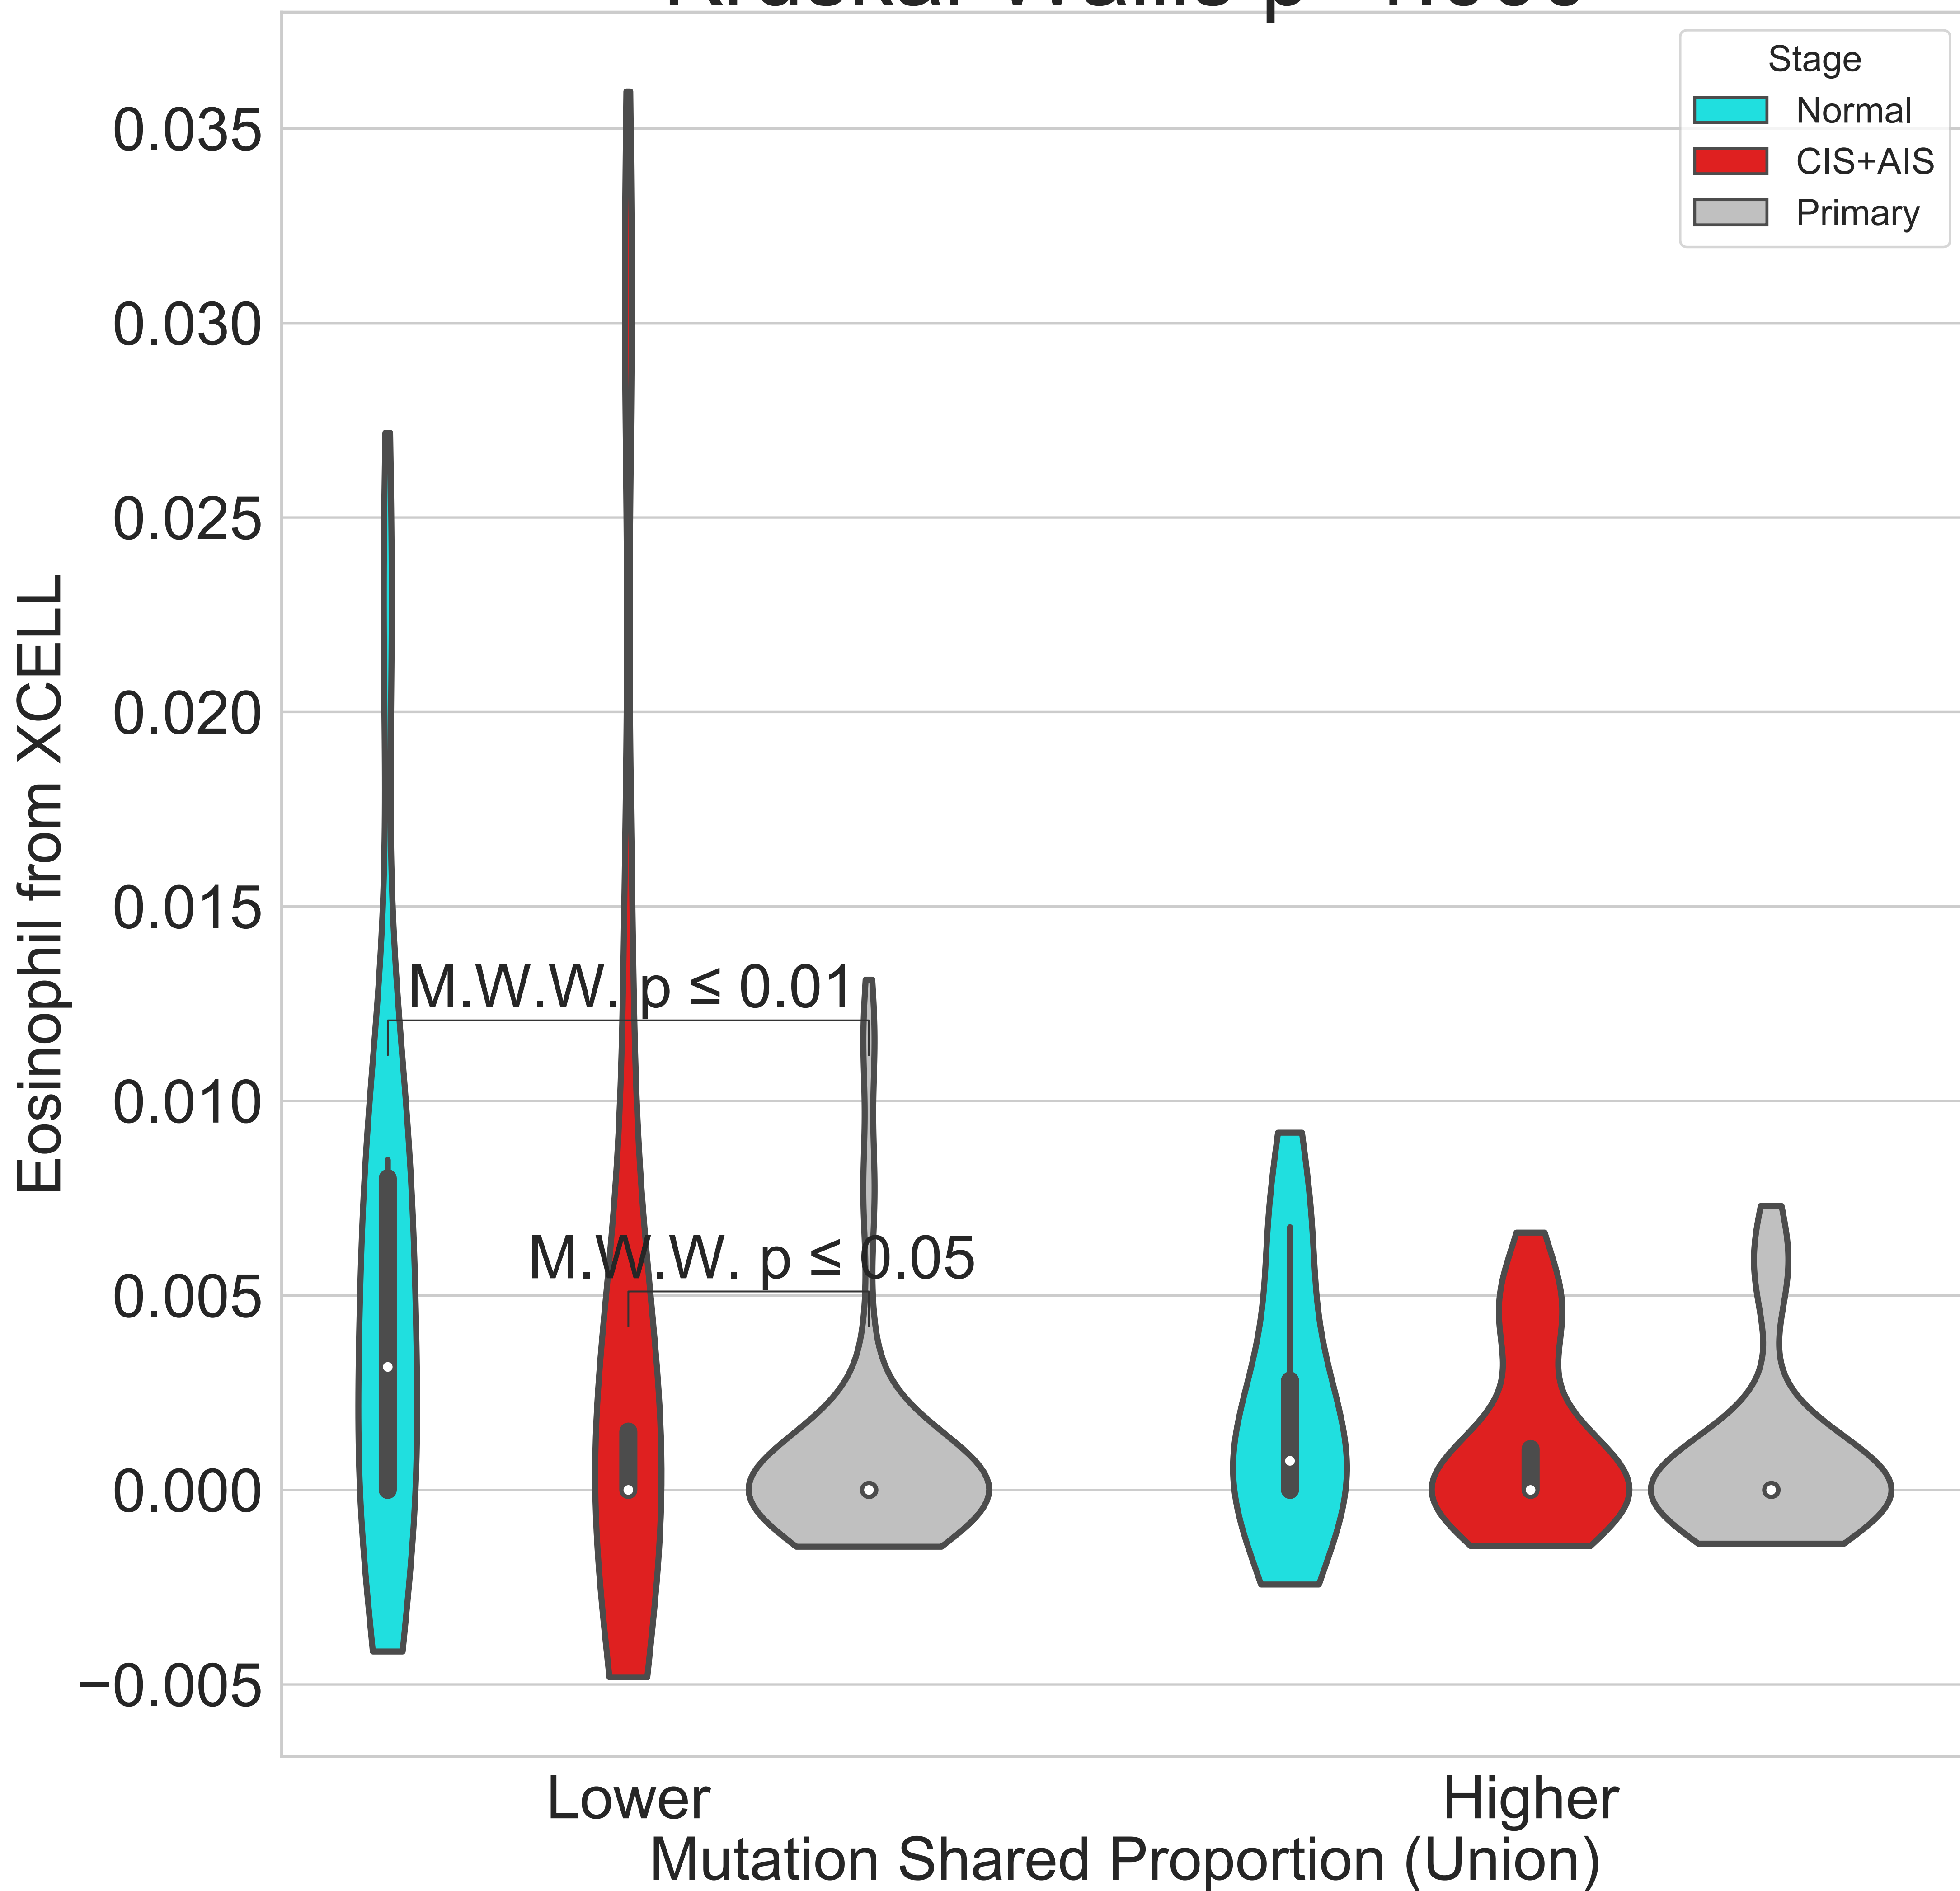 Stage
Normal
CIS+AIS
Primary
0.035
0.030
0.025
0.020
0.015
0.010
0.005
0.000
−0.005
Eosinophil from XCELL
M.W.W. p ≤ 0.01
M.W.W. p ≤ 0.05
Lower
Higher
Mutation Shared Proportion (Union)